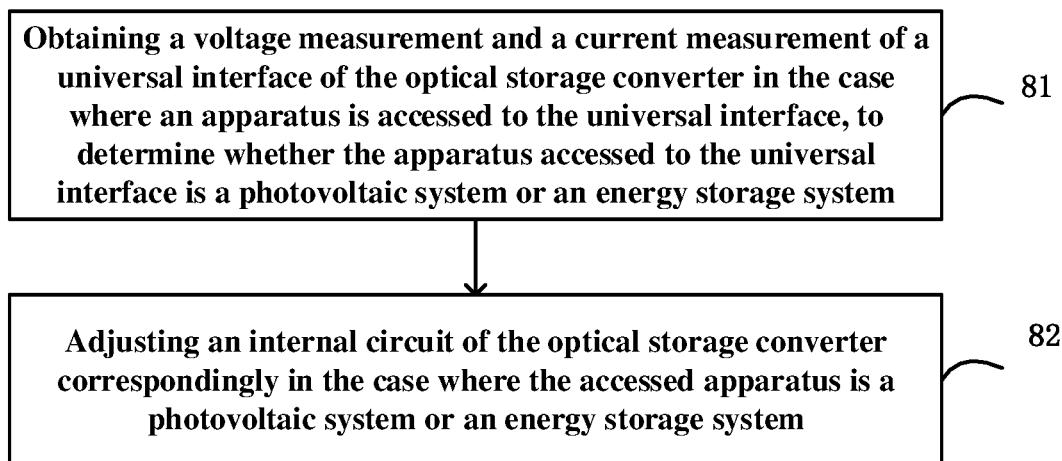 Obtaining a voltage measurement and a current measurement of a
universal interface of the optical storage converter in the case
where an apparatus is accessed to the universal interface, to
determine whether the apparatus accessed to the universal
interface is a photovoltaic system or an energy storage system
81
Adjusting an internal circuit of the optical storage converter
correspondingly in the case where the accessed apparatus is a
photovoltaic system or an energy storage system
82